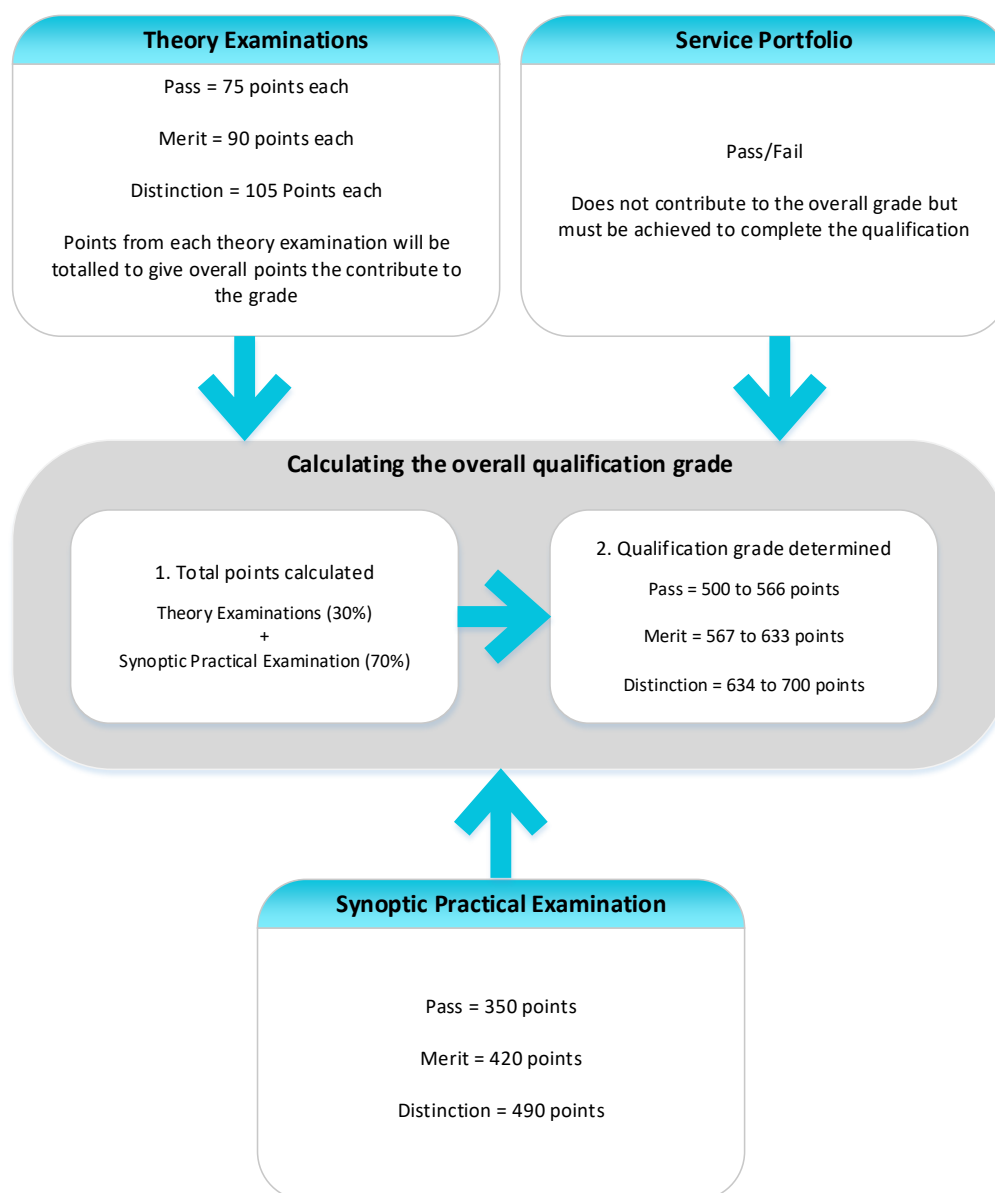 Theory Examinations
Pass = 75 points each
Merit = 90 points each
Distinction = 105 Points each
Points from each theory examination will be
totalled to give overall points the contribute to
the grade
Service Portfolio
Pass/Fail
Does not contribute to the overall grade but
must be achieved to complete the qualification
Calculating the overall qualification grade
1. Total points calculated
Theory Examinations (30%)
+
Synoptic Practical Examination (70%)
2. Qualification grade determined
Pass = 500 to 566 points
Merit = 567 to 633 points
Distinction = 634 to 700 points
Synoptic Practical Examination
Pass = 350 points
Merit = 420 points
Distinction = 490 points